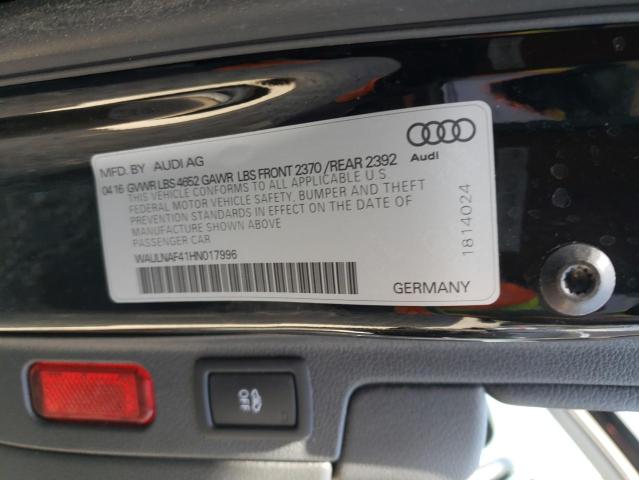 MFD. BY AUDI AG
04 16 GVWR LBS 4652 GAWR LBS FRONT 2370 / REAR 2392
THIS VEHICLE CONFORMS TO ALL APPLICABLE U.S
FEDERAL MOTOR VEHICLE SAFETY, BUMPER AND THEFT
PREVENTION STANDARDS IN EFFECT ON THE DATE OF
MANUFACTURE SHOWN ABOVE
PASSENGER CAR
WAULNAF41HN017996
Audi
1814024
GERMANY
OFF